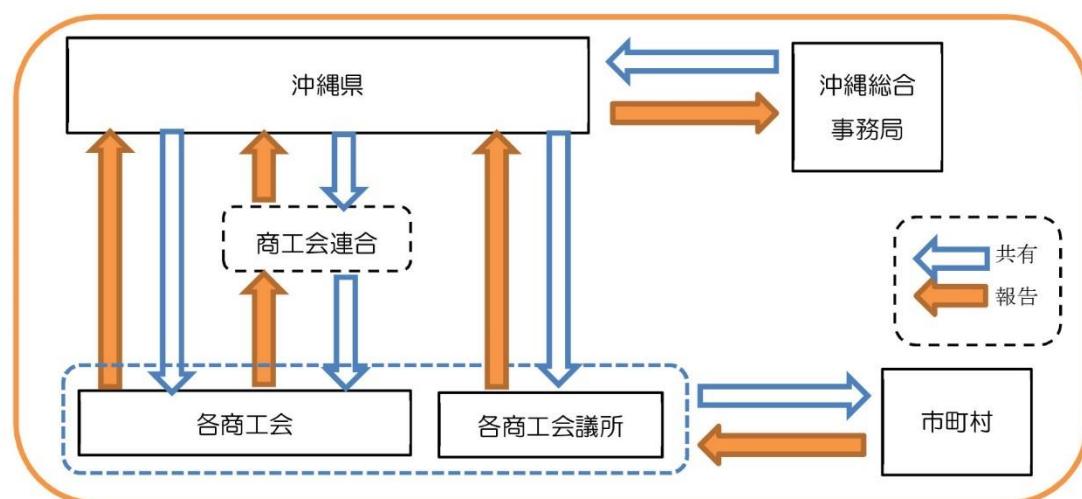 沖縄県
沖縄総合
事務局
商工会連合
共有
報告
各商工会
各商工会議所
市町村